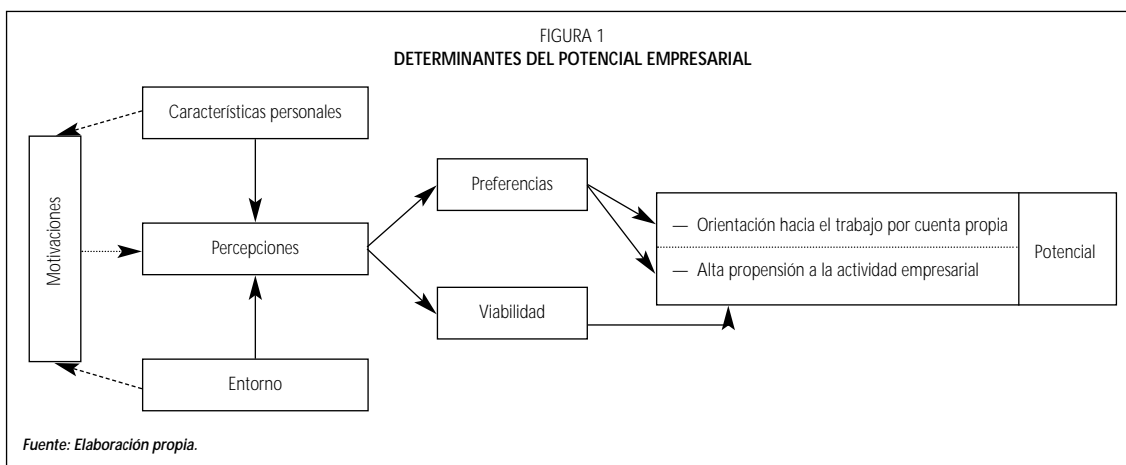 FIGURA 1
DETERMINANTES DEL POTENCIAL EMPRESARIAL
Características personales
Motivaciones
Percepciones
Entorno
Preferencias
Viabilidad
— Orientación hacia el trabajo por cuenta propia
— Alta propensión a la actividad empresarial
Potencial
Fuente: Elaboración propia.